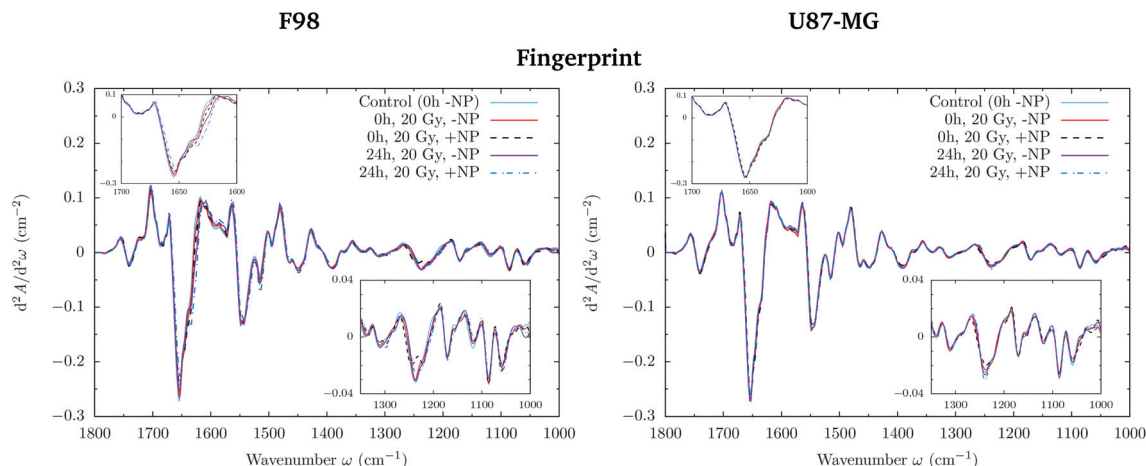 F98
U87-MG
Fingerprint
0.3
0.2
0.1
0
−0.1
−0.2
−0.3
d²A/d²ω (cm⁻²)
1800 1700 1600 1500 1400 1300 1200 1100 1000
Wavenumber ω (cm⁻¹)
Control (0h -NP)
0h, 20 Gy, -NP
0h, 20 Gy, +NP
24h, 20 Gy, -NP
24h, 20 Gy, +NP
0.1
0
−0.3
1700 1650 1600
0.04
0
−0.04
1300 1200 1100 1000
0.3
0.2
0.1
0
−0.1
−0.2
−0.3
d²A/d²ω (cm⁻²)
1800 1700 1600 1500 1400 1300 1200 1100 1000
Wavenumber ω (cm⁻¹)
Control (0h -NP)
0h, 20 Gy, -NP
0h, 20 Gy, +NP
24h, 20 Gy, -NP
24h, 20 Gy, +NP
0.1
0
−0.3
1700 1650 1600
0.04
0
−0.04
1300 1200 1100 1000